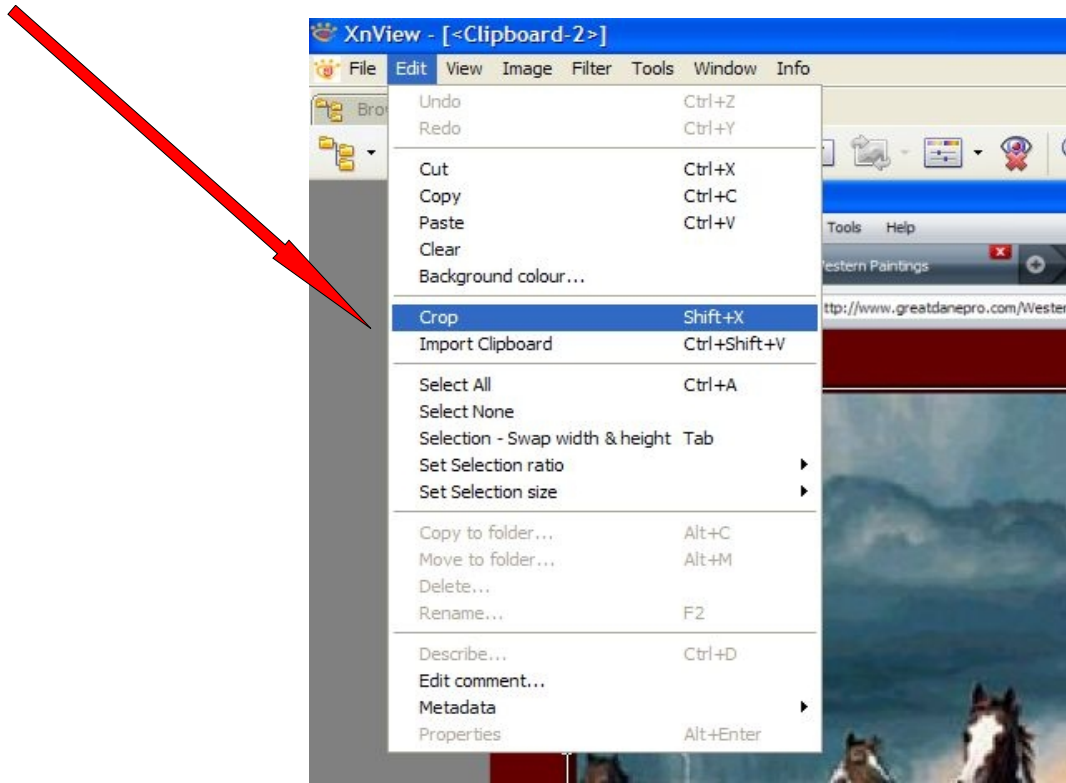 XnView - [<Clipboard-2>]
File Edit View Image Filter Tools Window Info
Undo Ctrl+Z
Redo Ctrl+Y
Cut Ctrl+X
Copy Ctrl+C
Paste Ctrl+V
Clear
Background colour...
Crop Shift+X
Import Clipboard Ctrl+Shift+V
Select All Ctrl+A
Select None
Selection - Swap width & height Tab
Set Selection ratio
Set Selection size
Copy to folder... Alt+C
Move to folder... Alt+M
Delete...
Rename... F2
Describe... Ctrl+D
Edit comment...
Metadata
Properties Alt+Enter
Tools Help
estern Paintings
ttp://www.greatdanepro.com/Wester